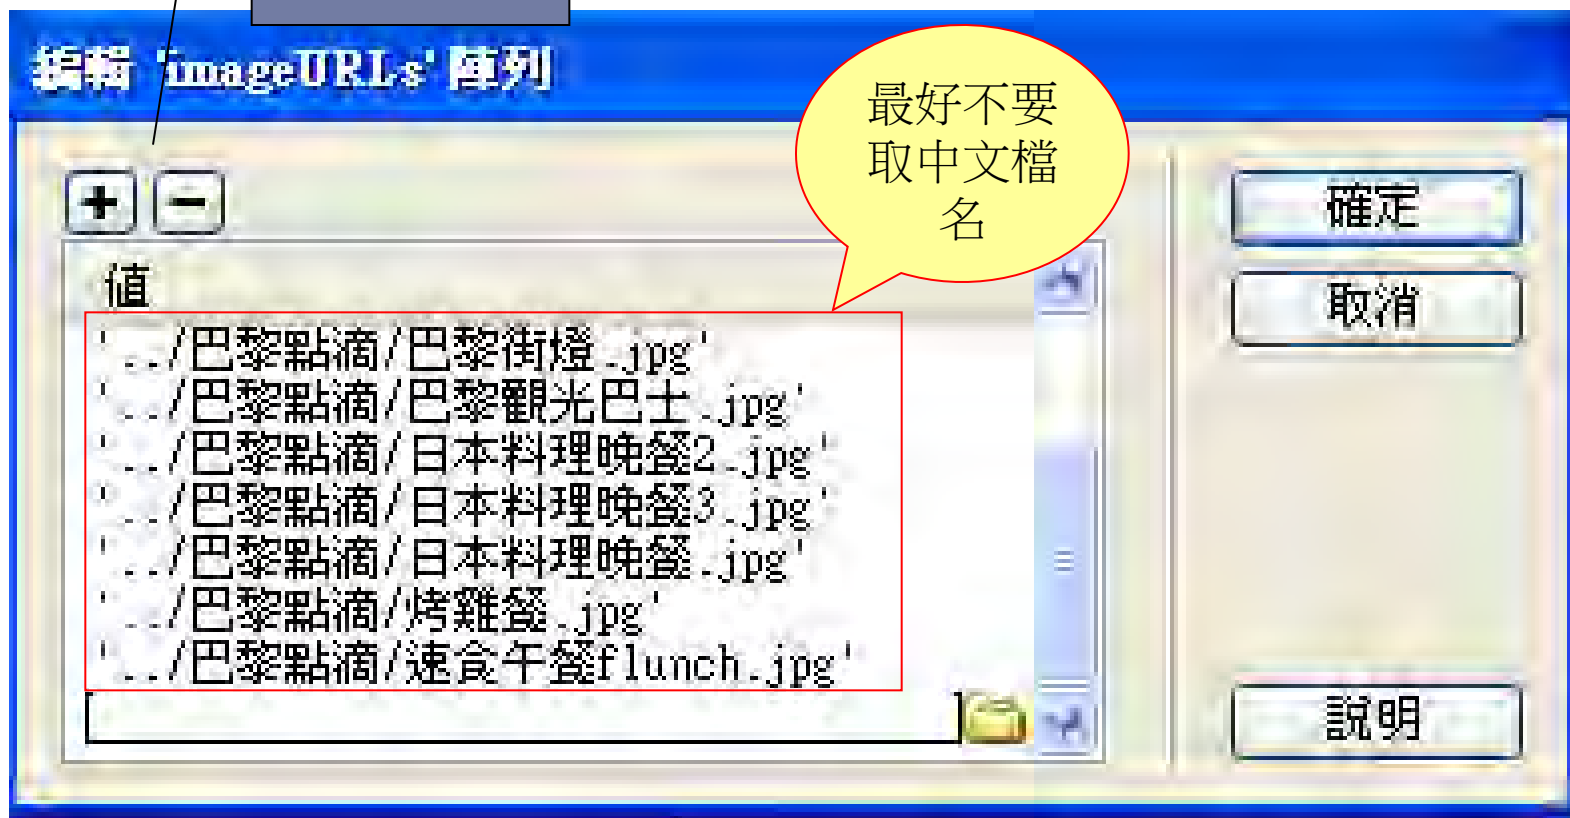 編輯 'imageURLs' 陣列
最好不要
取中文檔
名
+ −
確定
值
取消
'../巴黎點滴/巴黎街燈.jpg'
'../巴黎點滴/巴黎觀光巴士.jpg'
'../巴黎點滴/日本料理晚餐2.jpg'
'../巴黎點滴/日本料理晚餐3.jpg'
'../巴黎點滴/日本料理晚餐.jpg'
'../巴黎點滴/烤雞餐.jpg'
'../巴黎點滴/速食午餐flunch.jpg'
說明